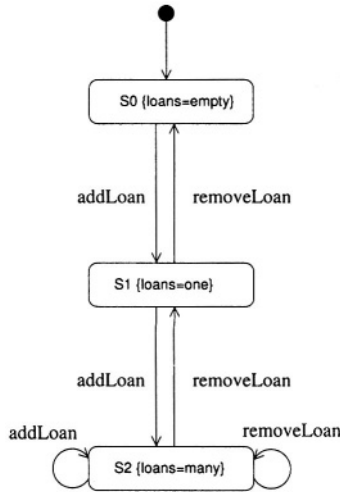 S0 {loans=empty}
addLoan removeLoan
S1 {loans=one}
addLoan removeLoan
addLoan removeLoan
S2 {loans=many}